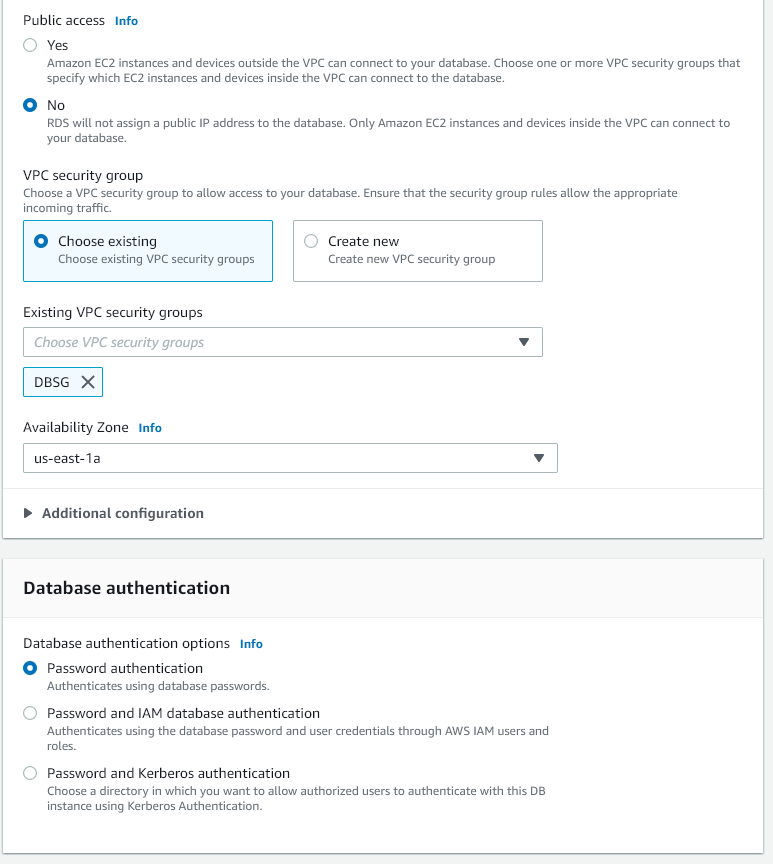 Public access Info
Yes
Amazon EC2 instances and devices outside the VPC can connect to your database. Choose one or more VPC security groups that
specify which EC2 instances and devices inside the VPC can connect to the database.
No
RDS will not assign a public IP address to the database. Only Amazon EC2 instances and devices inside the VPC can connect to
your database.
VPC security group
Choose a VPC security group to allow access to your database. Ensure that the security group rules allow the appropriate
incoming traffic.
Choose existing
Choose existing VPC security groups
Create new
Create new VPC security group
Existing VPC security groups
Choose VPC security groups
DBSG
Availability Zone Info
us-east-1a
Additional configuration
Database authentication
Database authentication options Info
Password authentication
Authenticates using database passwords.
Password and IAM database authentication
Authenticates using the database password and user credentials through AWS IAM users and
roles.
Password and Kerberos authentication
Choose a directory in which you want to allow authorized users to authenticate with this DB
instance using Kerberos Authentication.